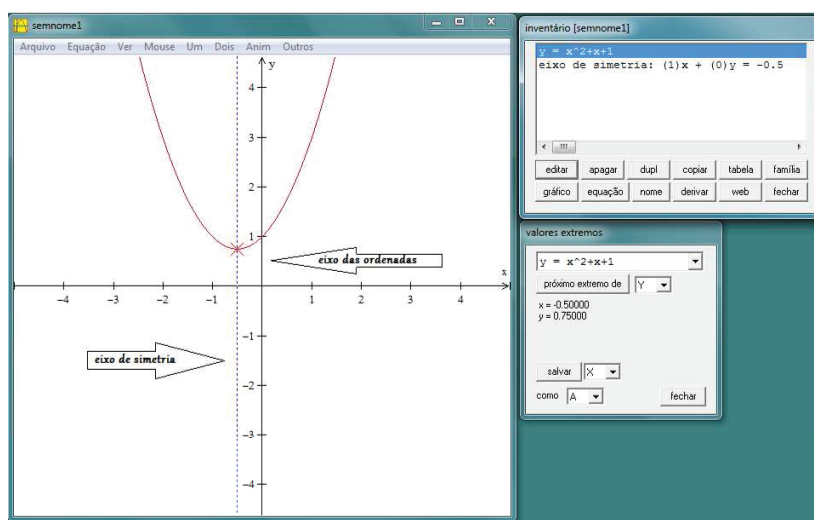 semnome1
Arquivo Equação Ver Mouse Um Dois Anim Outros
y
4
3
2
1
eixo das ordenadas
x
−4 −3 −2 −1 1 2 3 4
−1
eixo de simetria
−2
−3
−4
inventário [semnome1]
y = x^2+x+1
eixo de simetria: (1)x + (0)y = -0.5
editar apagar dupl copiar tabela família
gráfico equação nome derivar web fechar
valores extremos
y = x^2+x+1
próximo extremo de Y
x = -0.50000
y = 0.75000
salvar X
como A fechar